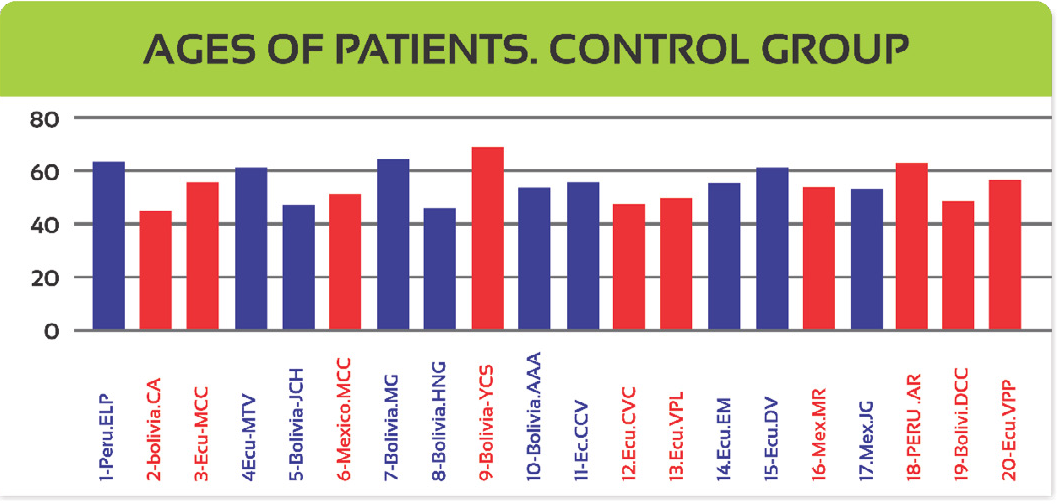 AGES OF PATIENTS. CONTROL GROUP
80
60
40
20
0
1-Peru.ELP
2-bolivia.CA
3-Ecu-MCC
4Ecu-MTV
5-Bolivia-JCH
6-Mexico.MCC
7-Bolivia.MG
8-Bolivia.HNG
9-Bolivia-YCS
10-Bolivia.AAA
11-Ec.CCV
12.Ecu.CVC
13.Ecu.VPL
14.Ecu.EM
15-Ecu.DV
16-Mex.MR
17.Mex.JG
18-PERU .AR
19-Bolivi.DCC
20-Ecu.VPP